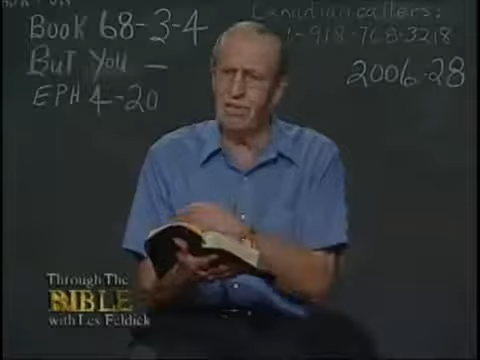 Book 68-3-4
But You —
EPH 4-20
Canadian callers:
1-918-768-3218
2006-28
Through The
BIBLE
with Les Feldick